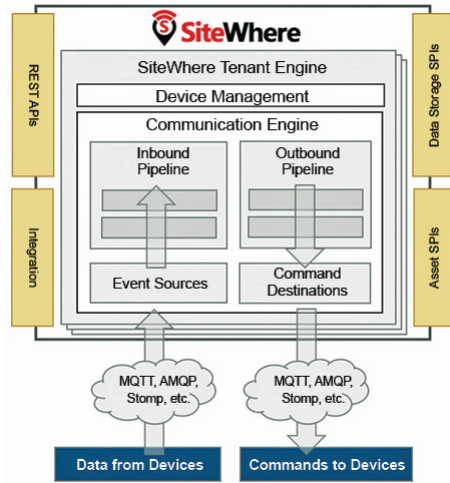 S
SiteWhere
REST APIs
Data Storage SPIs
SiteWhere Tenant Engine
Device Management
Communication Engine
Inbound
Pipeline
Outbound
Pipeline
Integration
Asset SPIs
Event Sources
Command
Destinations
MQTT, AMQP,
Stomp, etc.
MQTT, AMQP,
Stomp, etc.
Data from Devices
Commands to Devices